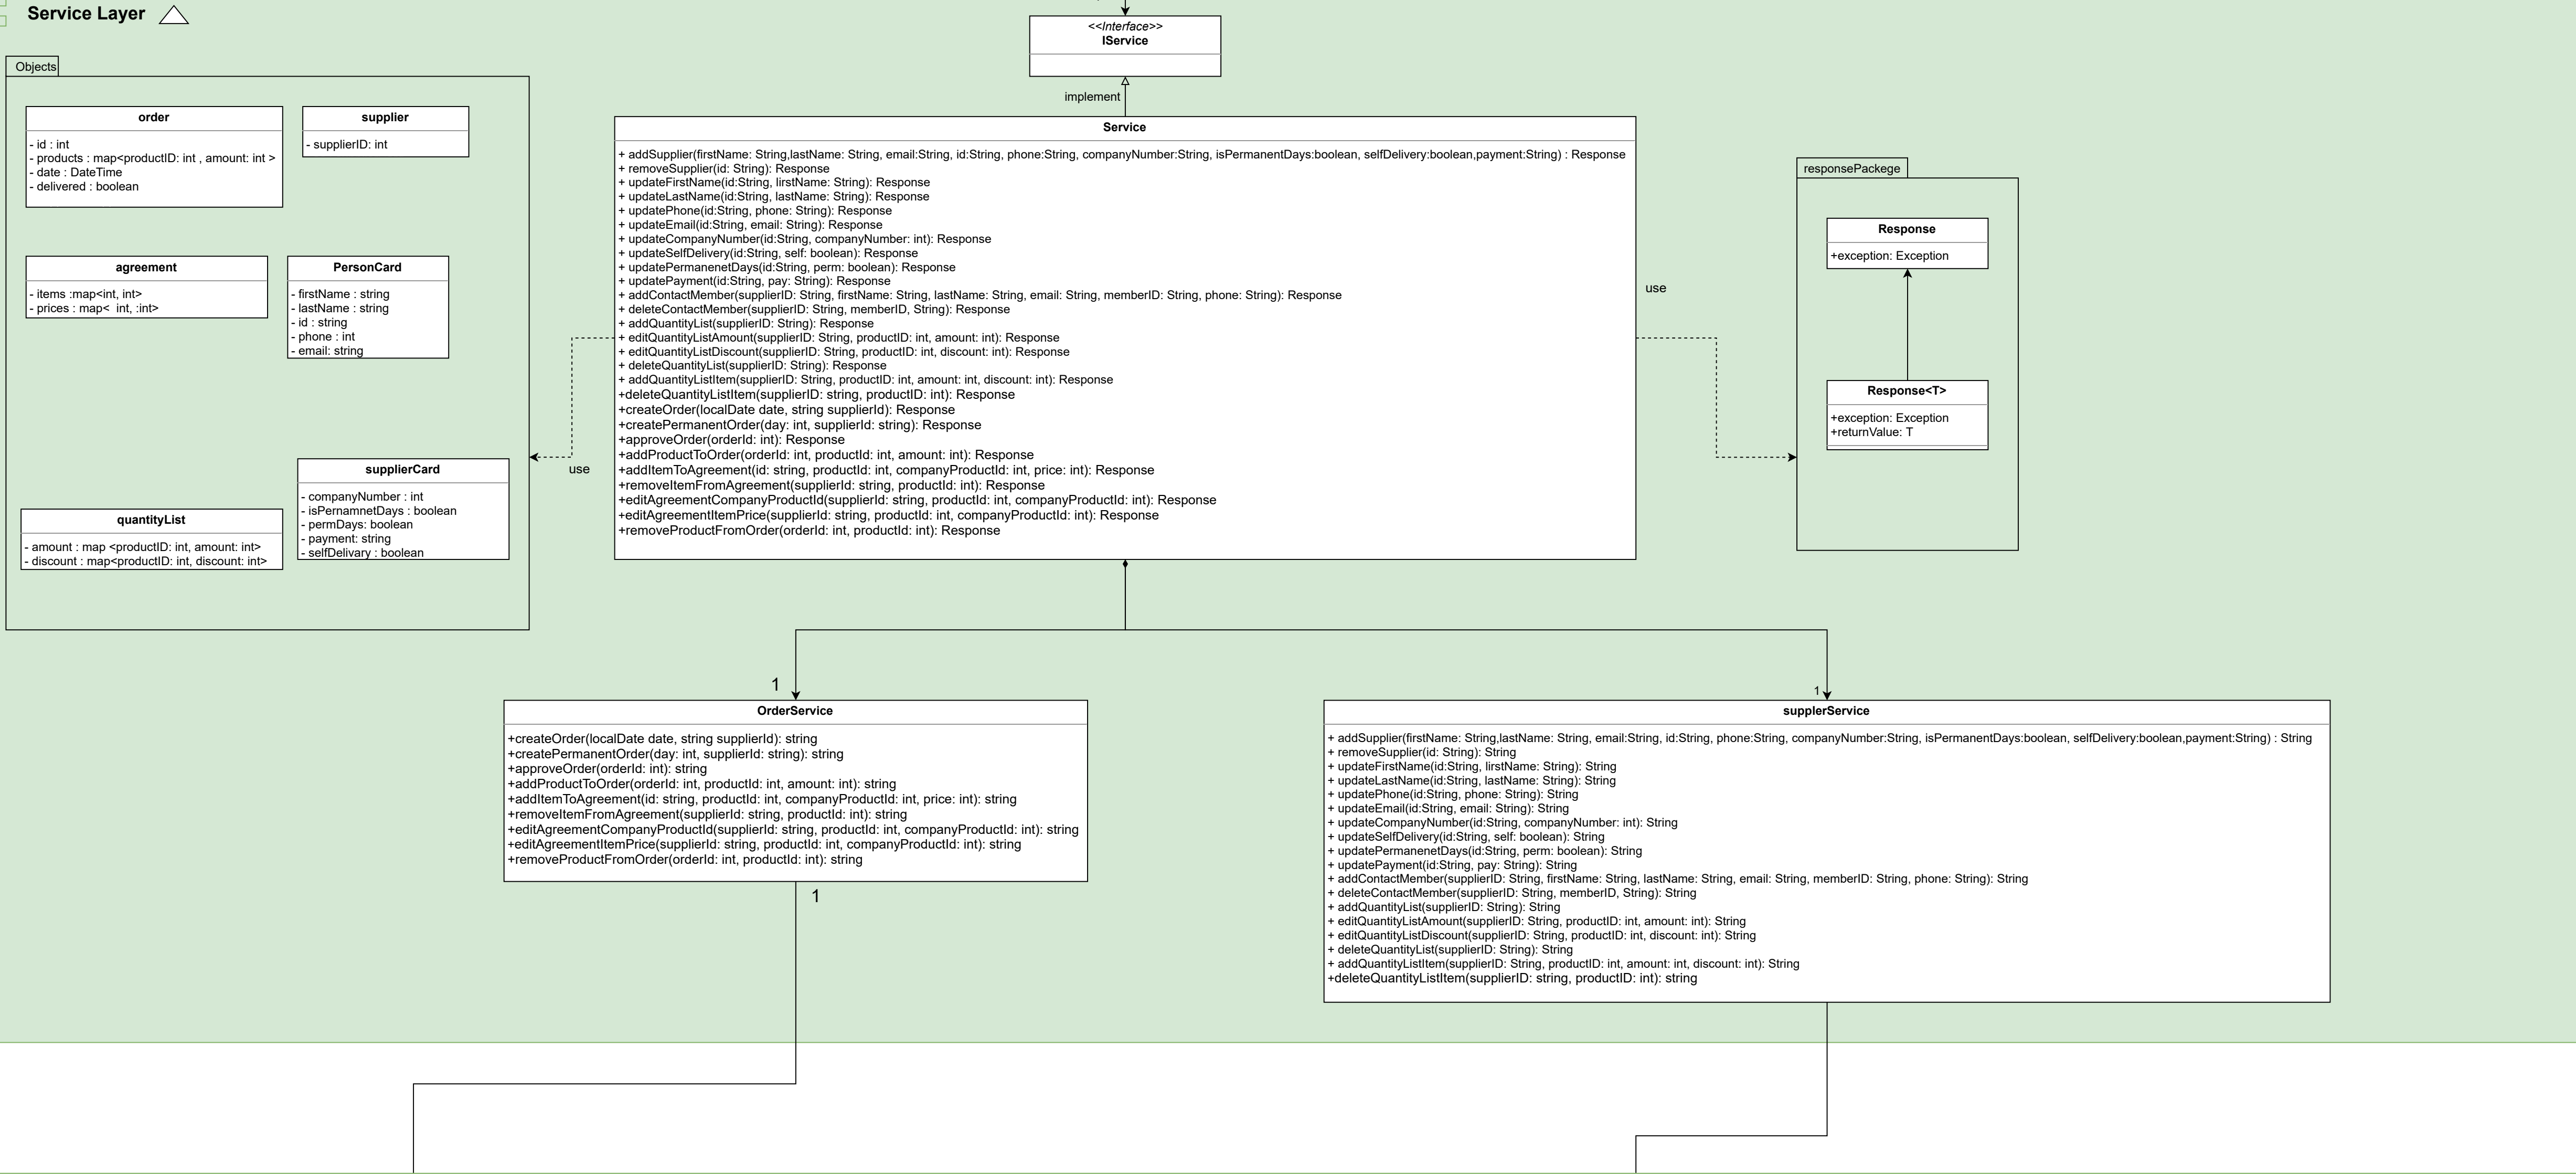 Service Layer
<<Interface>>
IService
implement
Objects
order
- id : int
- products : map<productID: int , amount: int >
- date : DateTime
- delivered : boolean
supplier
- supplierID: int
agreement
- items :map<int, int>
- prices : map<  int, :int>
PersonCard
- firstName : string
- lastName : string
- id : string
- phone : int
- email: string
supplierCard
- companyNumber : int
- isPernamnetDays : boolean
- permDays: boolean
- payment: string
- selfDelivary : boolean
quantityList
- amount : map <productID: int, amount: int>
- discount : map<productID: int, discount: int>
use
Service
+ addSupplier(firstName: String,lastName: String, email:String, id:String, phone:String, companyNumber:String, isPermanentDays:boolean, selfDelivery:boolean,payment:String) : Response
+ removeSupplier(id: String): Response
+ updateFirstName(id:String, lirstName: String): Response
+ updateLastName(id:String, lastName: String): Response
+ updatePhone(id:String, phone: String): Response
+ updateEmail(id:String, email: String): Response
+ updateCompanyNumber(id:String, companyNumber: int): Response
+ updateSelfDelivery(id:String, self: boolean): Response
+ updatePermanenetDays(id:String, perm: boolean): Response
+ updatePayment(id:String, pay: String): Response
+ addContactMember(supplierID: String, firstName: String, lastName: String, email: String, memberID: String, phone: String): Response
+ deleteContactMember(supplierID: String, memberID, String): Response
+ addQuantityList(supplierID: String): Response
+ editQuantityListAmount(supplierID: String, productID: int, amount: int): Response
+ editQuantityListDiscount(supplierID: String, productID: int, discount: int): Response
+ deleteQuantityList(supplierID: String): Response
+ addQuantityListItem(supplierID: String, productID: int, amount: int, discount: int): Response
+deleteQuantityListItem(supplierID: string, productID: int): Response
+createOrder(localDate date, string supplierId): Response
+createPermanentOrder(day: int, supplierId: string): Response
+approveOrder(orderId: int): Response
+addProductToOrder(orderId: int, productId: int, amount: int): Response
+addItemToAgreement(id: string, productId: int, companyProductId: int, price: int): Response
+removeItemFromAgreement(supplierId: string, productId: int): Response
+editAgreementCompanyProductId(supplierId: string, productId: int, companyProductId: int): Response
+editAgreementItemPrice(supplierId: string, productId: int, companyProductId: int): Response
+removeProductFromOrder(orderId: int, productId: int): Response
use
responsePackege
Response
+exception: Exception
Response<T>
+exception: Exception
+returnValue: T
1
OrderService
+createOrder(localDate date, string supplierId): string
+createPermanentOrder(day: int, supplierId: string): string
+approveOrder(orderId: int): string
+addProductToOrder(orderId: int, productId: int, amount: int): string
+addItemToAgreement(id: string, productId: int, companyProductId: int, price: int): string
+removeItemFromAgreement(supplierId: string, productId: int): string
+editAgreementCompanyProductId(supplierId: string, productId: int, companyProductId: int): string
+editAgreementItemPrice(supplierId: string, productId: int, companyProductId: int): string
+removeProductFromOrder(orderId: int, productId: int): string
1
1
supplerService
+ addSupplier(firstName: String,lastName: String, email:String, id:String, phone:String, companyNumber:String, isPermanentDays:boolean, selfDelivery:boolean,payment:String) : String
+ removeSupplier(id: String): String
+ updateFirstName(id:String, lirstName: String): String
+ updateLastName(id:String, lastName: String): String
+ updatePhone(id:String, phone: String): String
+ updateEmail(id:String, email: String): String
+ updateCompanyNumber(id:String, companyNumber: int): String
+ updateSelfDelivery(id:String, self: boolean): String
+ updatePermanenetDays(id:String, perm: boolean): String
+ updatePayment(id:String, pay: String): String
+ addContactMember(supplierID: String, firstName: String, lastName: String, email: String, memberID: String, phone: String): String
+ deleteContactMember(supplierID: String, memberID, String): String
+ addQuantityList(supplierID: String): String
+ editQuantityListAmount(supplierID: String, productID: int, amount: int): String
+ editQuantityListDiscount(supplierID: String, productID: int, discount: int): String
+ deleteQuantityList(supplierID: String): String
+ addQuantityListItem(supplierID: String, productID: int, amount: int, discount: int): String
+deleteQuantityListItem(supplierID: string, productID: int): string